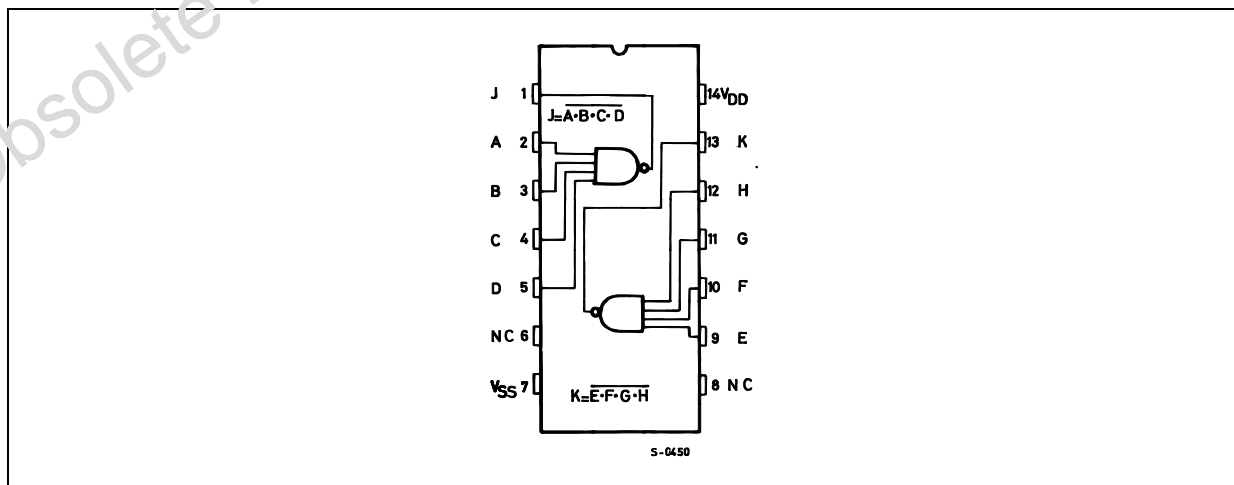 obsolete
J 1
A 2
B 3
C 4
D 5
NC 6
VSS 7
J=A·B·C·D
K=E·F·G·H
14 VDD
13 K
12 H
11 G
10 F
9 E
8 NC
S-0450